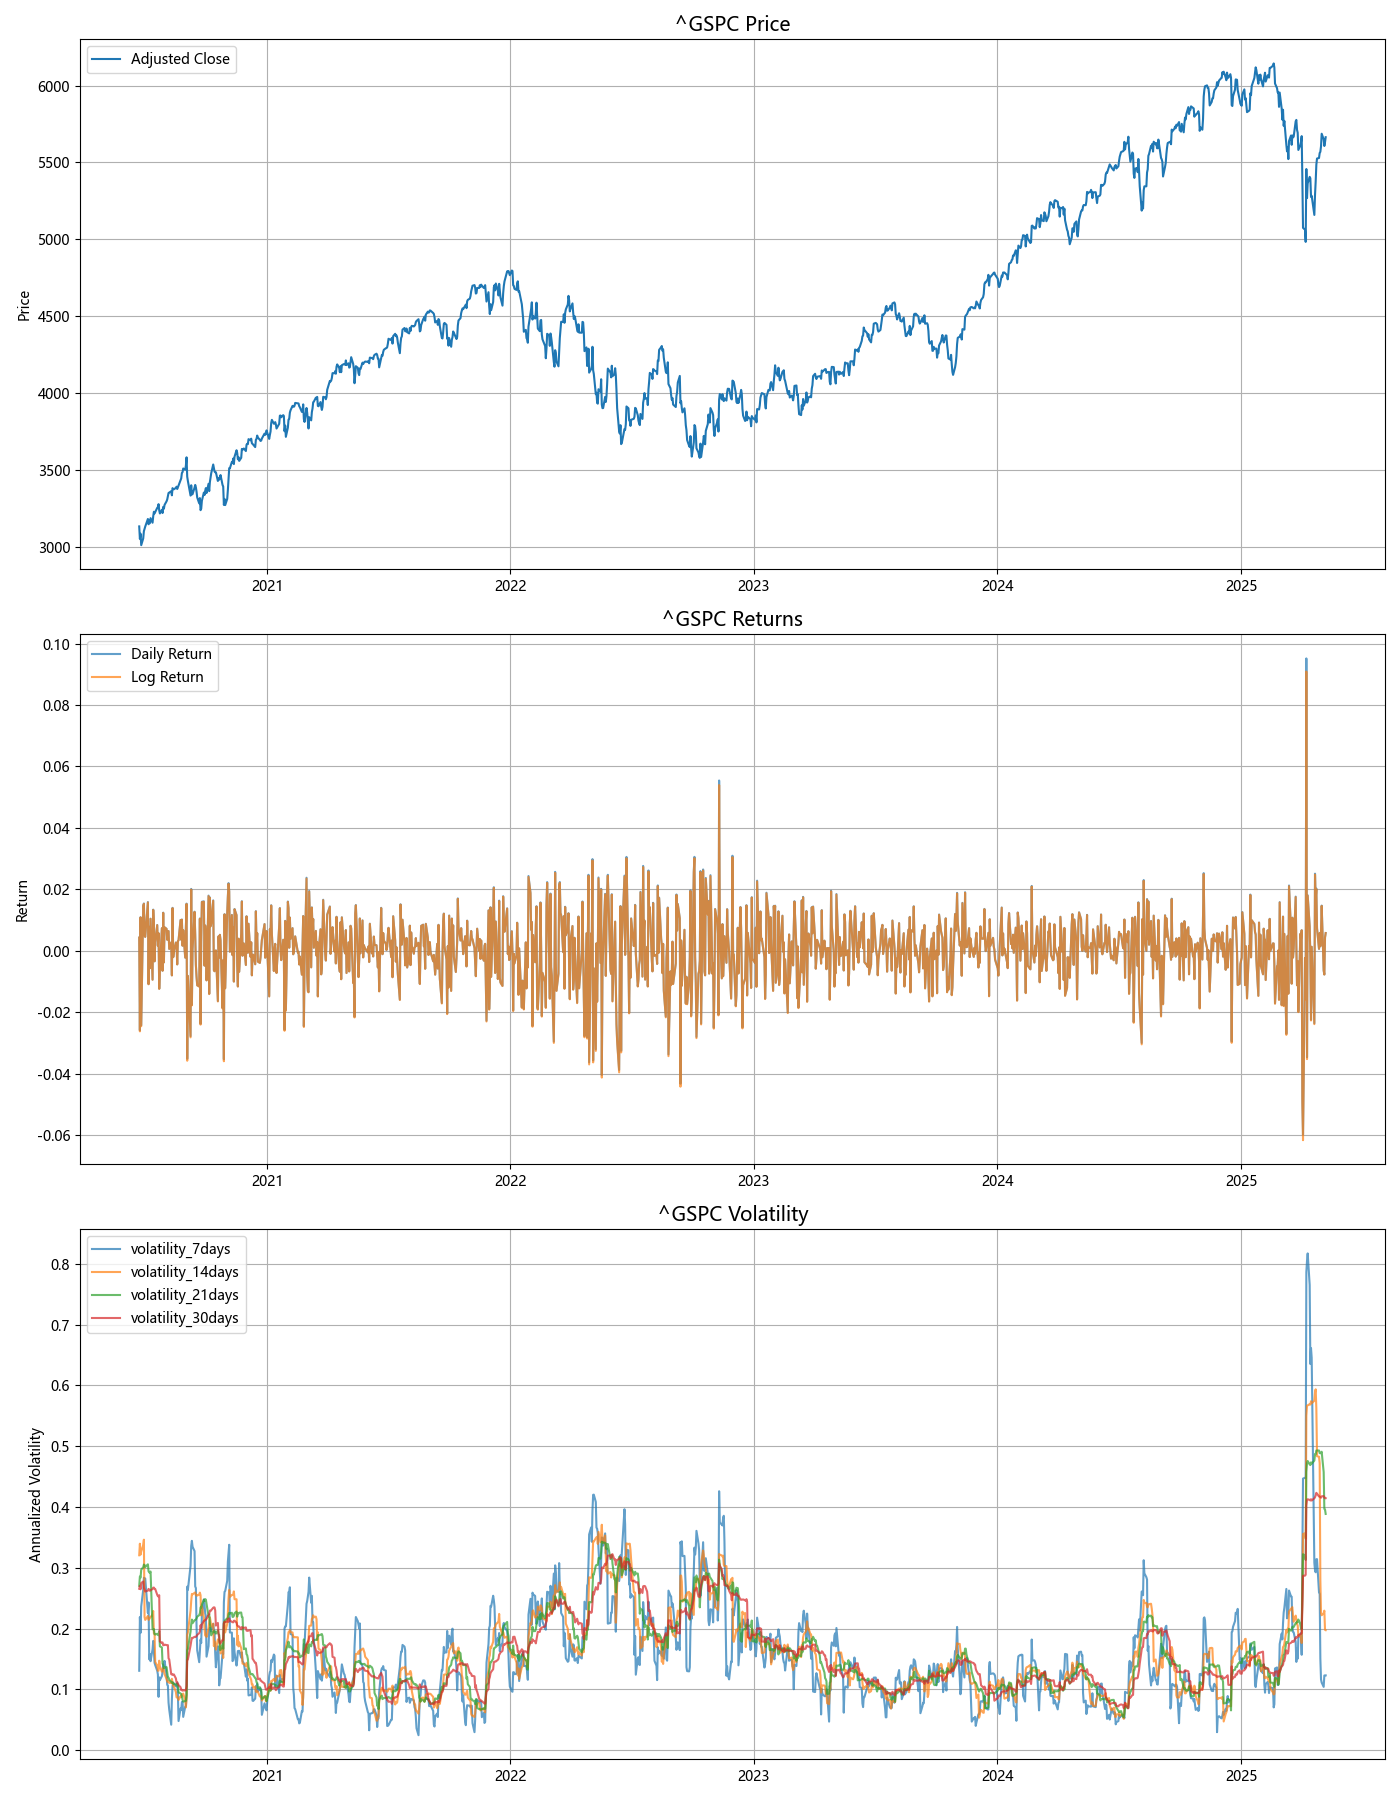 ^GSPC Price
Adjusted Close
6000
5500
5000
4500
4000
3500
3000
Price
2021 2022 2023 2024 2025
^GSPC Returns
Daily Return
Log Return
0.10
0.08
0.06
0.04
0.02
0.00
-0.02
-0.04
-0.06
Return
2021 2022 2023 2024 2025
^GSPC Volatility
volatility_7days
volatility_14days
volatility_21days
volatility_30days
0.8
0.7
0.6
0.5
0.4
0.3
0.2
0.1
0.0
Annualized Volatility
2021 2022 2023 2024 2025